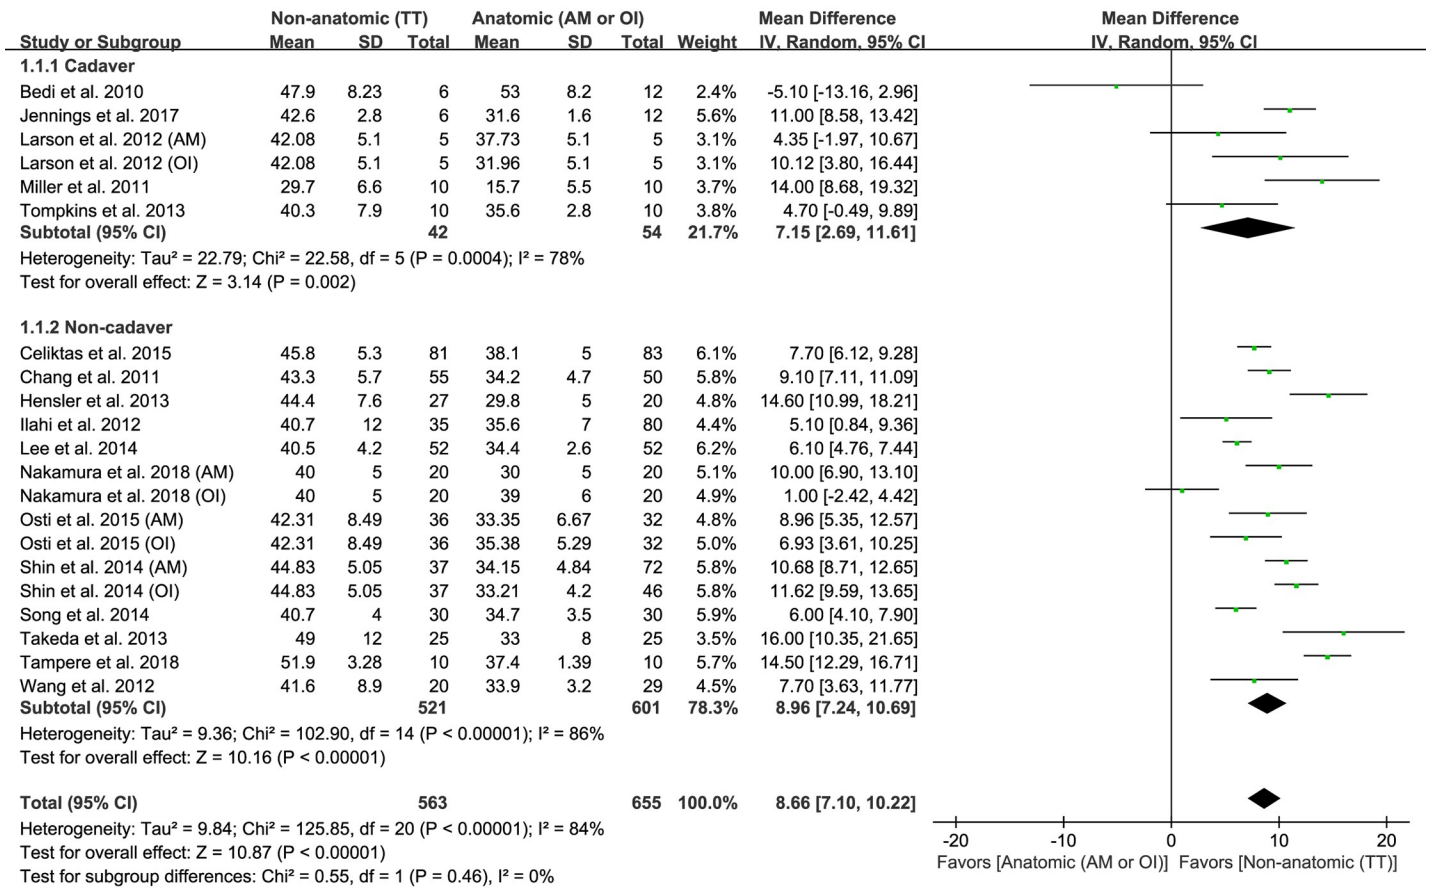 Non-anatomic (TT) Anatomic (AM or OI) Mean Difference Mean Difference
Study or Subgroup Mean SD Total Mean SD Total Weight IV, Random, 95% CI IV, Random, 95% CI
1.1.1 Cadaver
Bedi et al. 2010 47.9 8.23 6 53 8.2 12 2.4% -5.10 [-13.16, 2.96]
Jennings et al. 2017 42.6 2.8 6 31.6 1.6 12 5.6% 11.00 [8.58, 13.42]
Larson et al. 2012 (AM) 42.08 5.1 5 37.73 5.1 5 3.1% 4.35 [-1.97, 10.67]
Larson et al. 2012 (OI) 42.08 5.1 5 31.96 5.1 5 3.1% 10.12 [3.80, 16.44]
Miller et al. 2011 29.7 6.6 10 15.7 5.5 10 3.7% 14.00 [8.68, 19.32]
Tompkins et al. 2013 40.3 7.9 10 35.6 2.8 10 3.8% 4.70 [-0.49, 9.89]
Subtotal (95% CI) 42 54 21.7% 7.15 [2.69, 11.61]
Heterogeneity: Tau² = 22.79; Chi² = 22.58, df = 5 (P = 0.0004); I² = 78%
Test for overall effect: Z = 3.14 (P = 0.002)
1.1.2 Non-cadaver
Celiktas et al. 2015 45.8 5.3 81 38.1 5 83 6.1% 7.70 [6.12, 9.28]
Chang et al. 2011 43.3 5.7 55 34.2 4.7 50 5.8% 9.10 [7.11, 11.09]
Hensler et al. 2013 44.4 7.6 27 29.8 5 20 4.8% 14.60 [10.99, 18.21]
Ilahi et al. 2012 40.7 12 35 35.6 7 80 4.4% 5.10 [0.84, 9.36]
Lee et al. 2014 40.5 4.2 52 34.4 2.6 52 6.2% 6.10 [4.76, 7.44]
Nakamura et al. 2018 (AM) 40 5 20 30 5 20 5.1% 10.00 [6.90, 13.10]
Nakamura et al. 2018 (OI) 40 5 20 39 6 20 4.9% 1.00 [-2.42, 4.42]
Osti et al. 2015 (AM) 42.31 8.49 36 33.35 6.67 32 4.8% 8.96 [5.35, 12.57]
Osti et al. 2015 (OI) 42.31 8.49 36 35.38 5.29 32 5.0% 6.93 [3.61, 10.25]
Shin et al. 2014 (AM) 44.83 5.05 37 34.15 4.84 72 5.8% 10.68 [8.71, 12.65]
Shin et al. 2014 (OI) 44.83 5.05 37 33.21 4.2 46 5.8% 11.62 [9.59, 13.65]
Song et al. 2014 40.7 4 30 34.7 3.5 30 5.9% 6.00 [4.10, 7.90]
Takeda et al. 2013 49 12 25 33 8 25 3.5% 16.00 [10.35, 21.65]
Tampere et al. 2018 51.9 3.28 10 37.4 1.39 10 5.7% 14.50 [12.29, 16.71]
Wang et al. 2012 41.6 8.9 20 33.9 3.2 29 4.5% 7.70 [3.63, 11.77]
Subtotal (95% CI) 521 601 78.3% 8.96 [7.24, 10.69]
Heterogeneity: Tau² = 9.36; Chi² = 102.90, df = 14 (P < 0.00001); I² = 86%
Test for overall effect: Z = 10.16 (P < 0.00001)
Total (95% CI) 563 655 100.0% 8.66 [7.10, 10.22]
Heterogeneity: Tau² = 9.84; Chi² = 125.85, df = 20 (P < 0.00001); I² = 84%
Test for overall effect: Z = 10.87 (P < 0.00001)
Test for subgroup differences: Chi² = 0.55, df = 1 (P = 0.46), I² = 0%
-20 -10 0 10 20
Favors [Anatomic (AM or OI)] Favors [Non-anatomic (TT)]